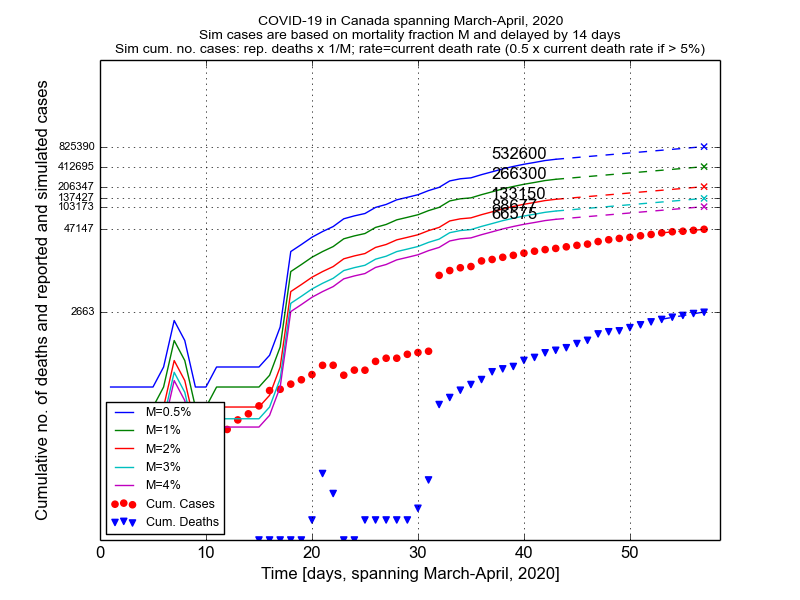 COVID-19 in Canada spanning March-April, 2020
Sim cases are based on mortality fraction M and delayed by 14 days
Sim cum. no. cases: rep. deaths x 1/M; rate=current death rate (0.5 x current death rate if > 5%)
Cumulative no. of deaths and reported and simulated cases
825390
412695
206347
137427
103173
47147
2663
532600
266300
133150
66575
M=0.5%
M=1%
M=2%
M=3%
M=4%
Cum. Cases
Cum. Deaths
0 10 20 30 40 50
Time [days, spanning March-April, 2020]